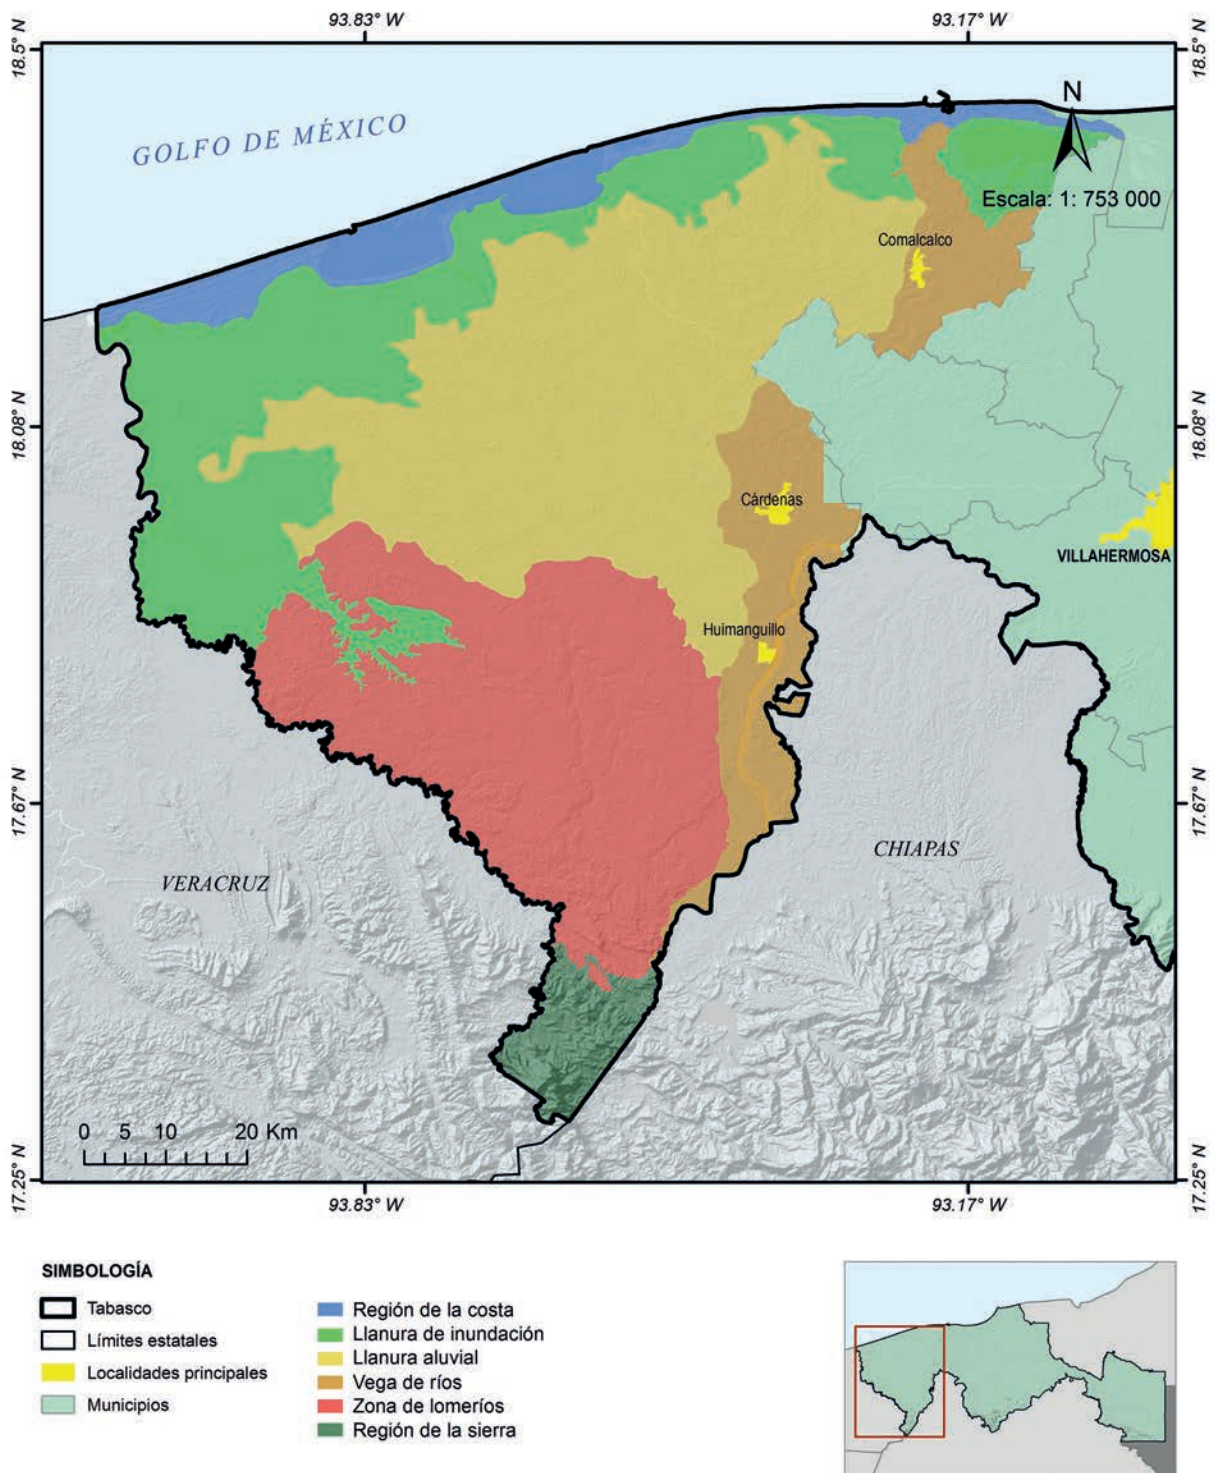 93.83° W
93.17° W
18.5° N
18.5° N
GOLFO DE MÉXICO
N
Escala: 1: 753 000
Comalcalco
18.08° N
18.08° N
Cárdenas
VILLAHERMOSA
Huimanguillo
17.67° N
17.67° N
CHIAPAS
VERACRUZ
0 5 10 20 Km
17.25° N
17.25° N
93.83° W
93.17° W
SIMBOLOGÍA
Tabasco
Límites estatales
Localidades principales
Municipios
Región de la costa
Llanura de inundación
Llanura aluvial
Vega de ríos
Zona de lomeríos
Región de la sierra